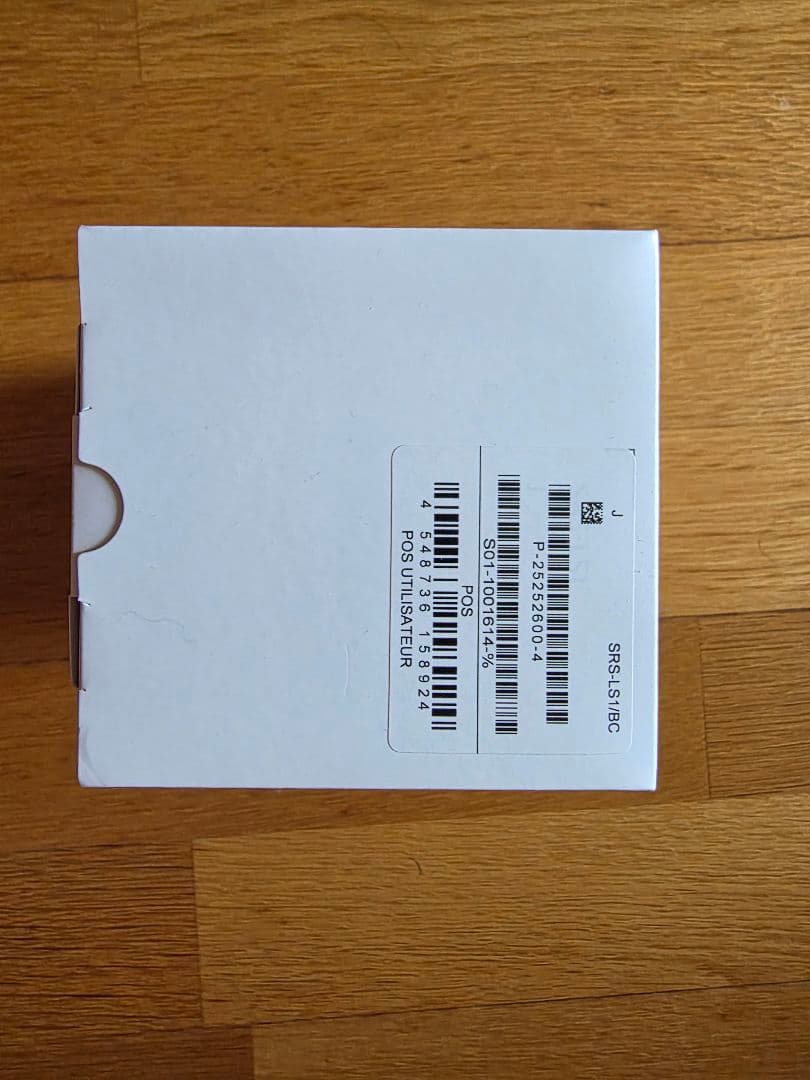 J
SRS-LS1/BC
P-25252600-4
S01-1001614-%
POS
4 548736 158924
POS UTILISATEUR